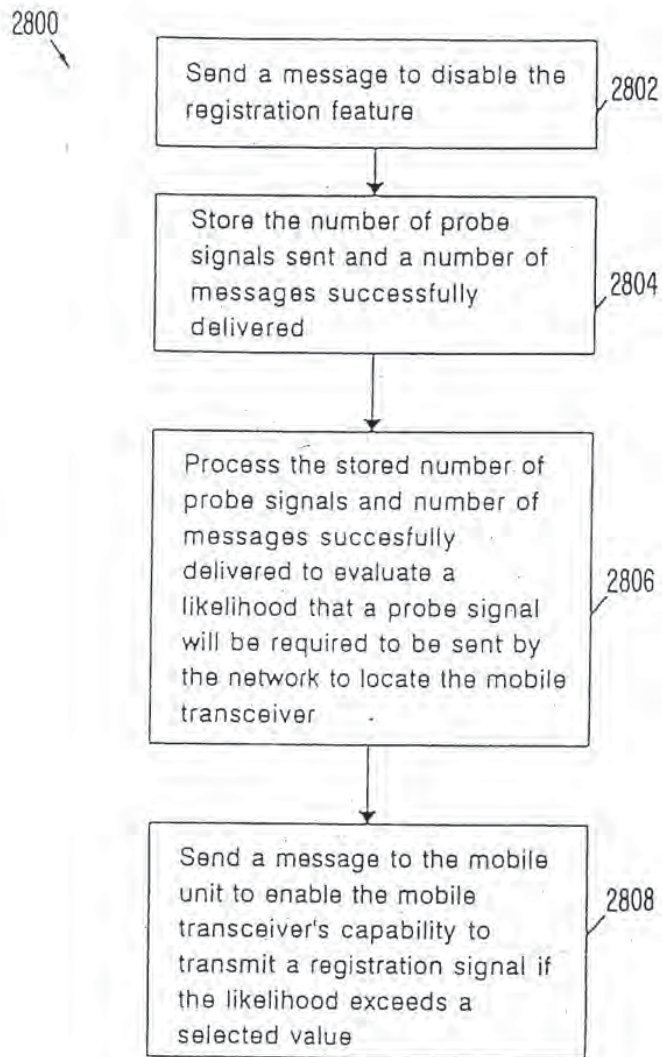 2800
Send a message to disable the
registration feature
2802
Store the number of probe
signals sent and a number of
messages successfully
delivered
2804
Process the stored number of
probe signals and number of
messages succesfully
delivered to evaluate a
likelihood that a probe signal
will be required to be sent by
the network to locate the mobile
transceiver
2806
Send a message to the mobile
unit to enable the mobile
transceiver's capability to
transmit a registration signal if
the likelihood exceeds a
selected value
2808